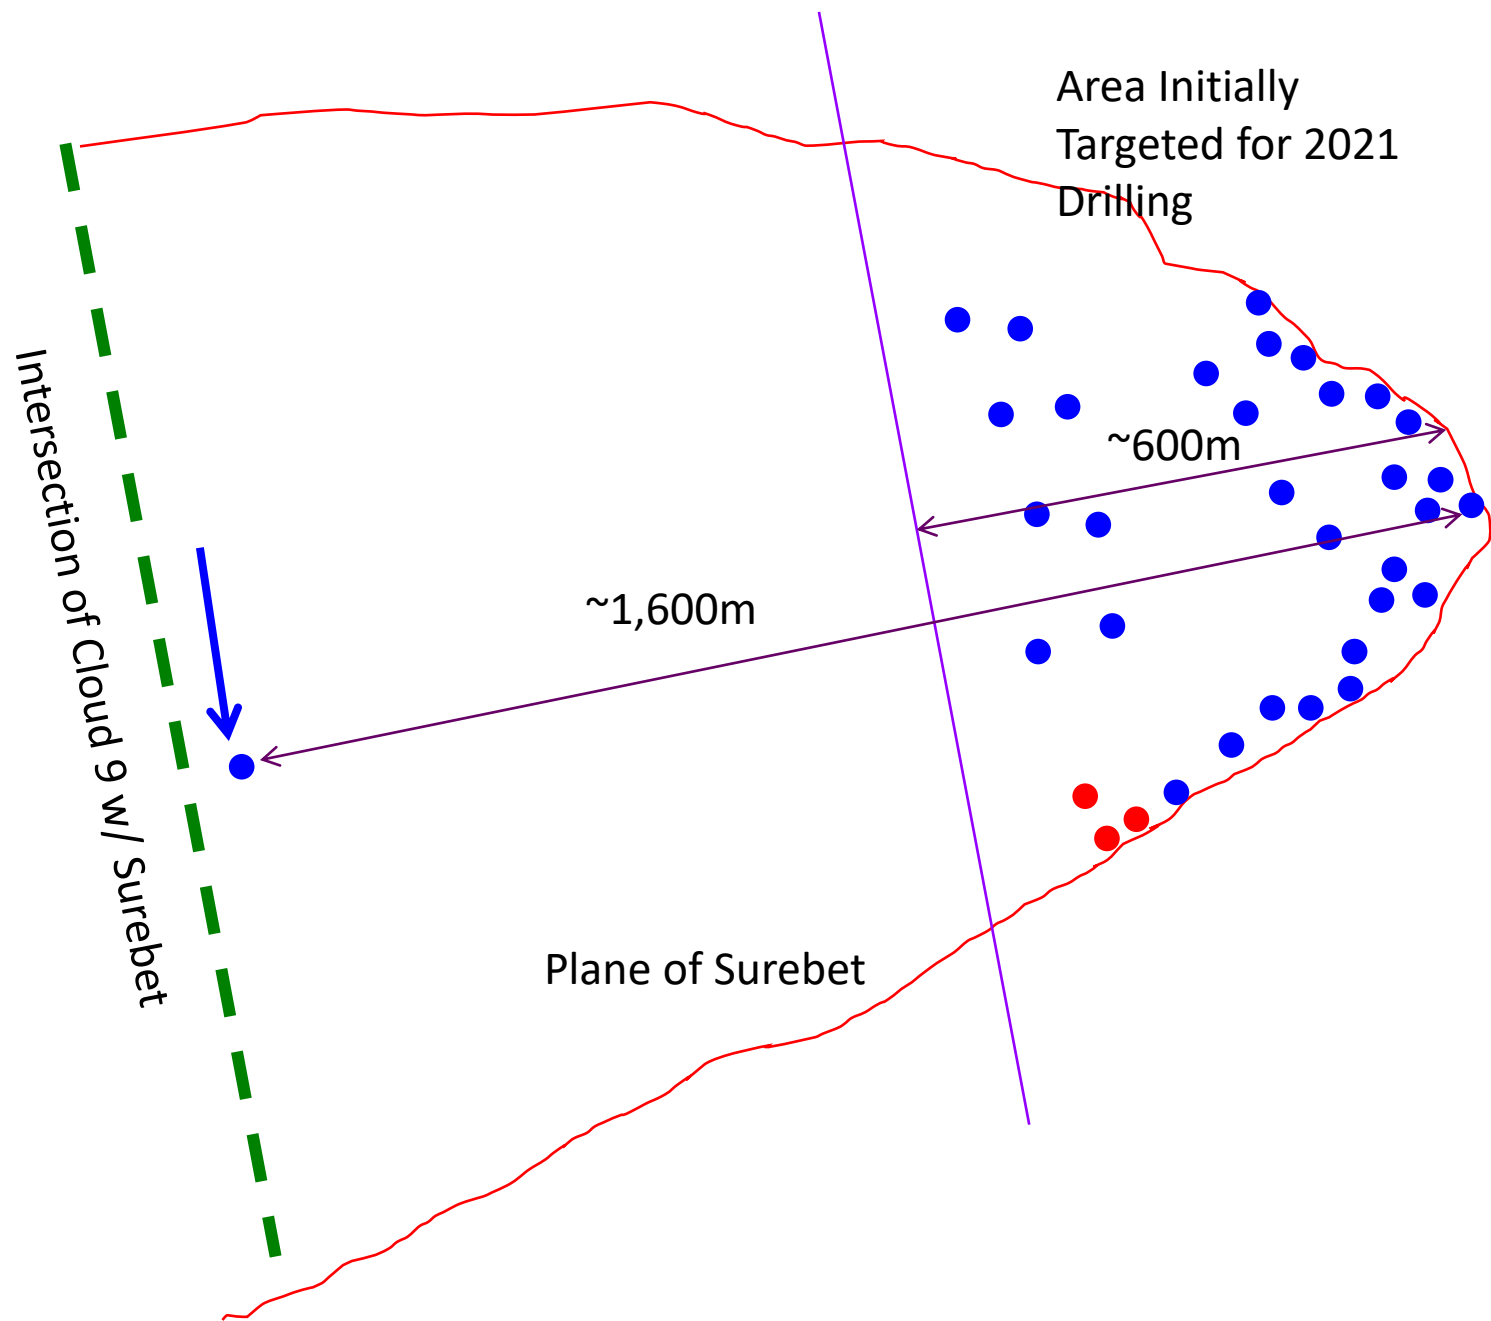 Area Initially
Targeted for 2021
Drilling
~600m
~1,600m
Intersection of Cloud 9 w/ Surebet
Plane of Surebet